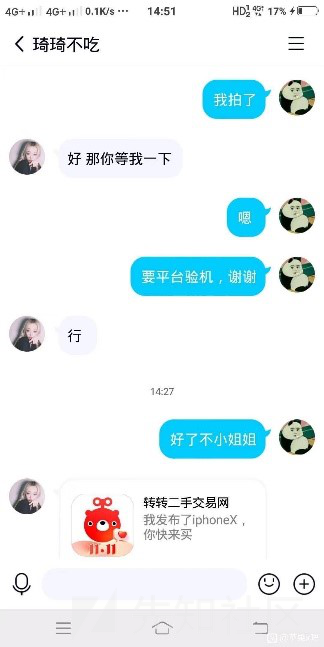 4G+ 4G+ 0.1K/s ··· 14:51 HD 17%
琦琦不吃
我拍了
好 那你等我一下
嗯
要平台验机，谢谢
行
14:27
好了不小姐姐
转转二手交易网
我发布了iphoneX，
你快来买
11·11